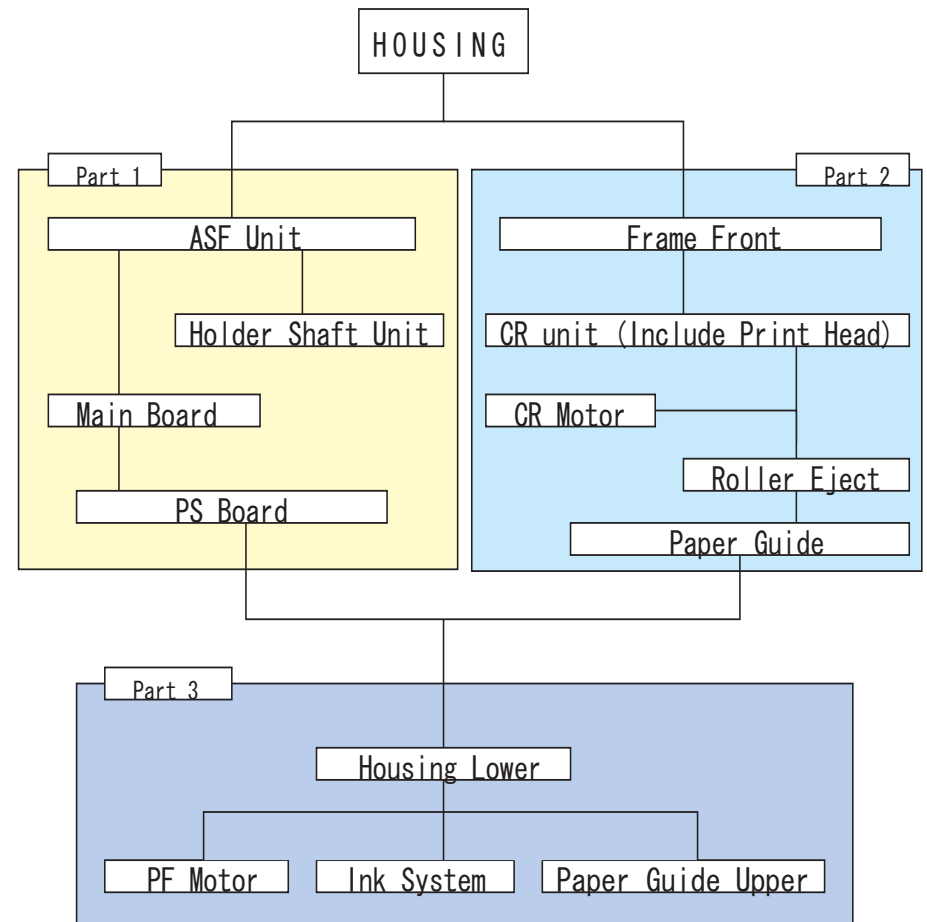 HOUSING
Part 1
Part 2
ASF Unit
Frame Front
Holder Shaft Unit
CR unit (Include Print Head)
Main Board
CR Motor
Roller Eject
PS Board
Paper Guide
Part 3
Housing Lower
PF Motor
Ink System
Paper Guide Upper